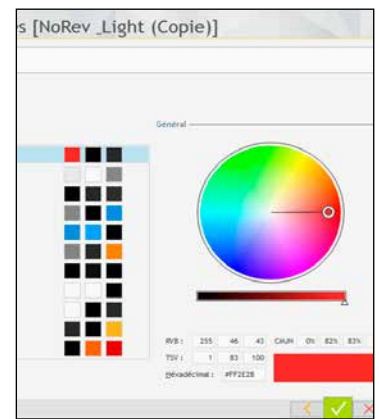 s [NoRev _Light (Copie)]
Général
RVB : 255 46 43 CMJN 0% 82% 83%
TSV : 1 83 100
Hexadécimal : #FF2E2B